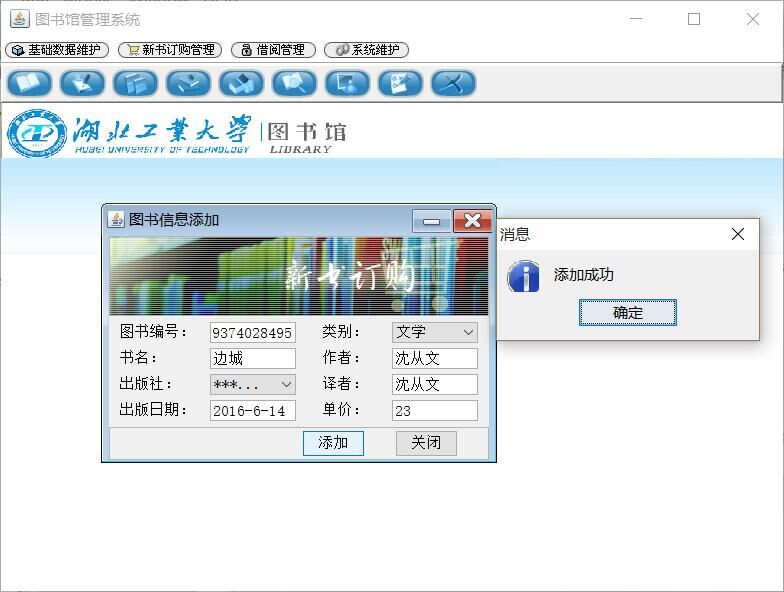 图书馆管理系统
基础数据维护 新书订购管理 借阅管理 系统维护
湖北工业大学 图书馆
HUBEI UNIVERSITY OF TECHNOLOGY LIBRARY
图书信息添加
新书订购
图书编号： 9374028495 类别： 文学
书名： 边城 作者： 沈从文
出版社： ***... 译者： 沈从文
出版日期： 2016-6-14 单价： 23
添加 关闭
消息
添加成功
确定